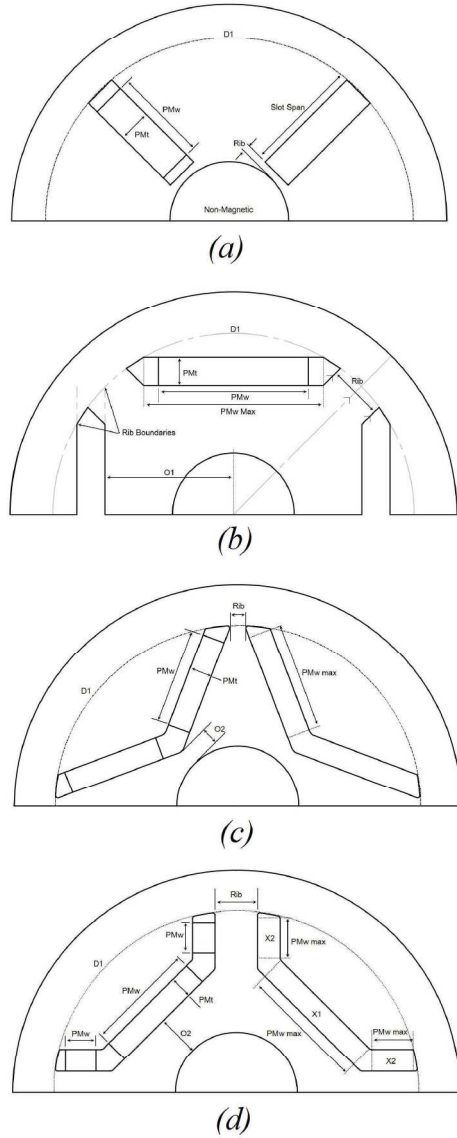 D1
PMw
Slot Span
PMt
Rib
Non-Magnetic
(a)
D1
PMt
Rib
PMw
PMw Max
Rib Boundaries
O1
(b)
Rib
PMw
PMw max
PMt
D1
O2
(c)
Rib
PMw
X2
PMw max
D1
PMw
PMt
PMw
O2
PMw max
X1
PMw max
X2
(d)